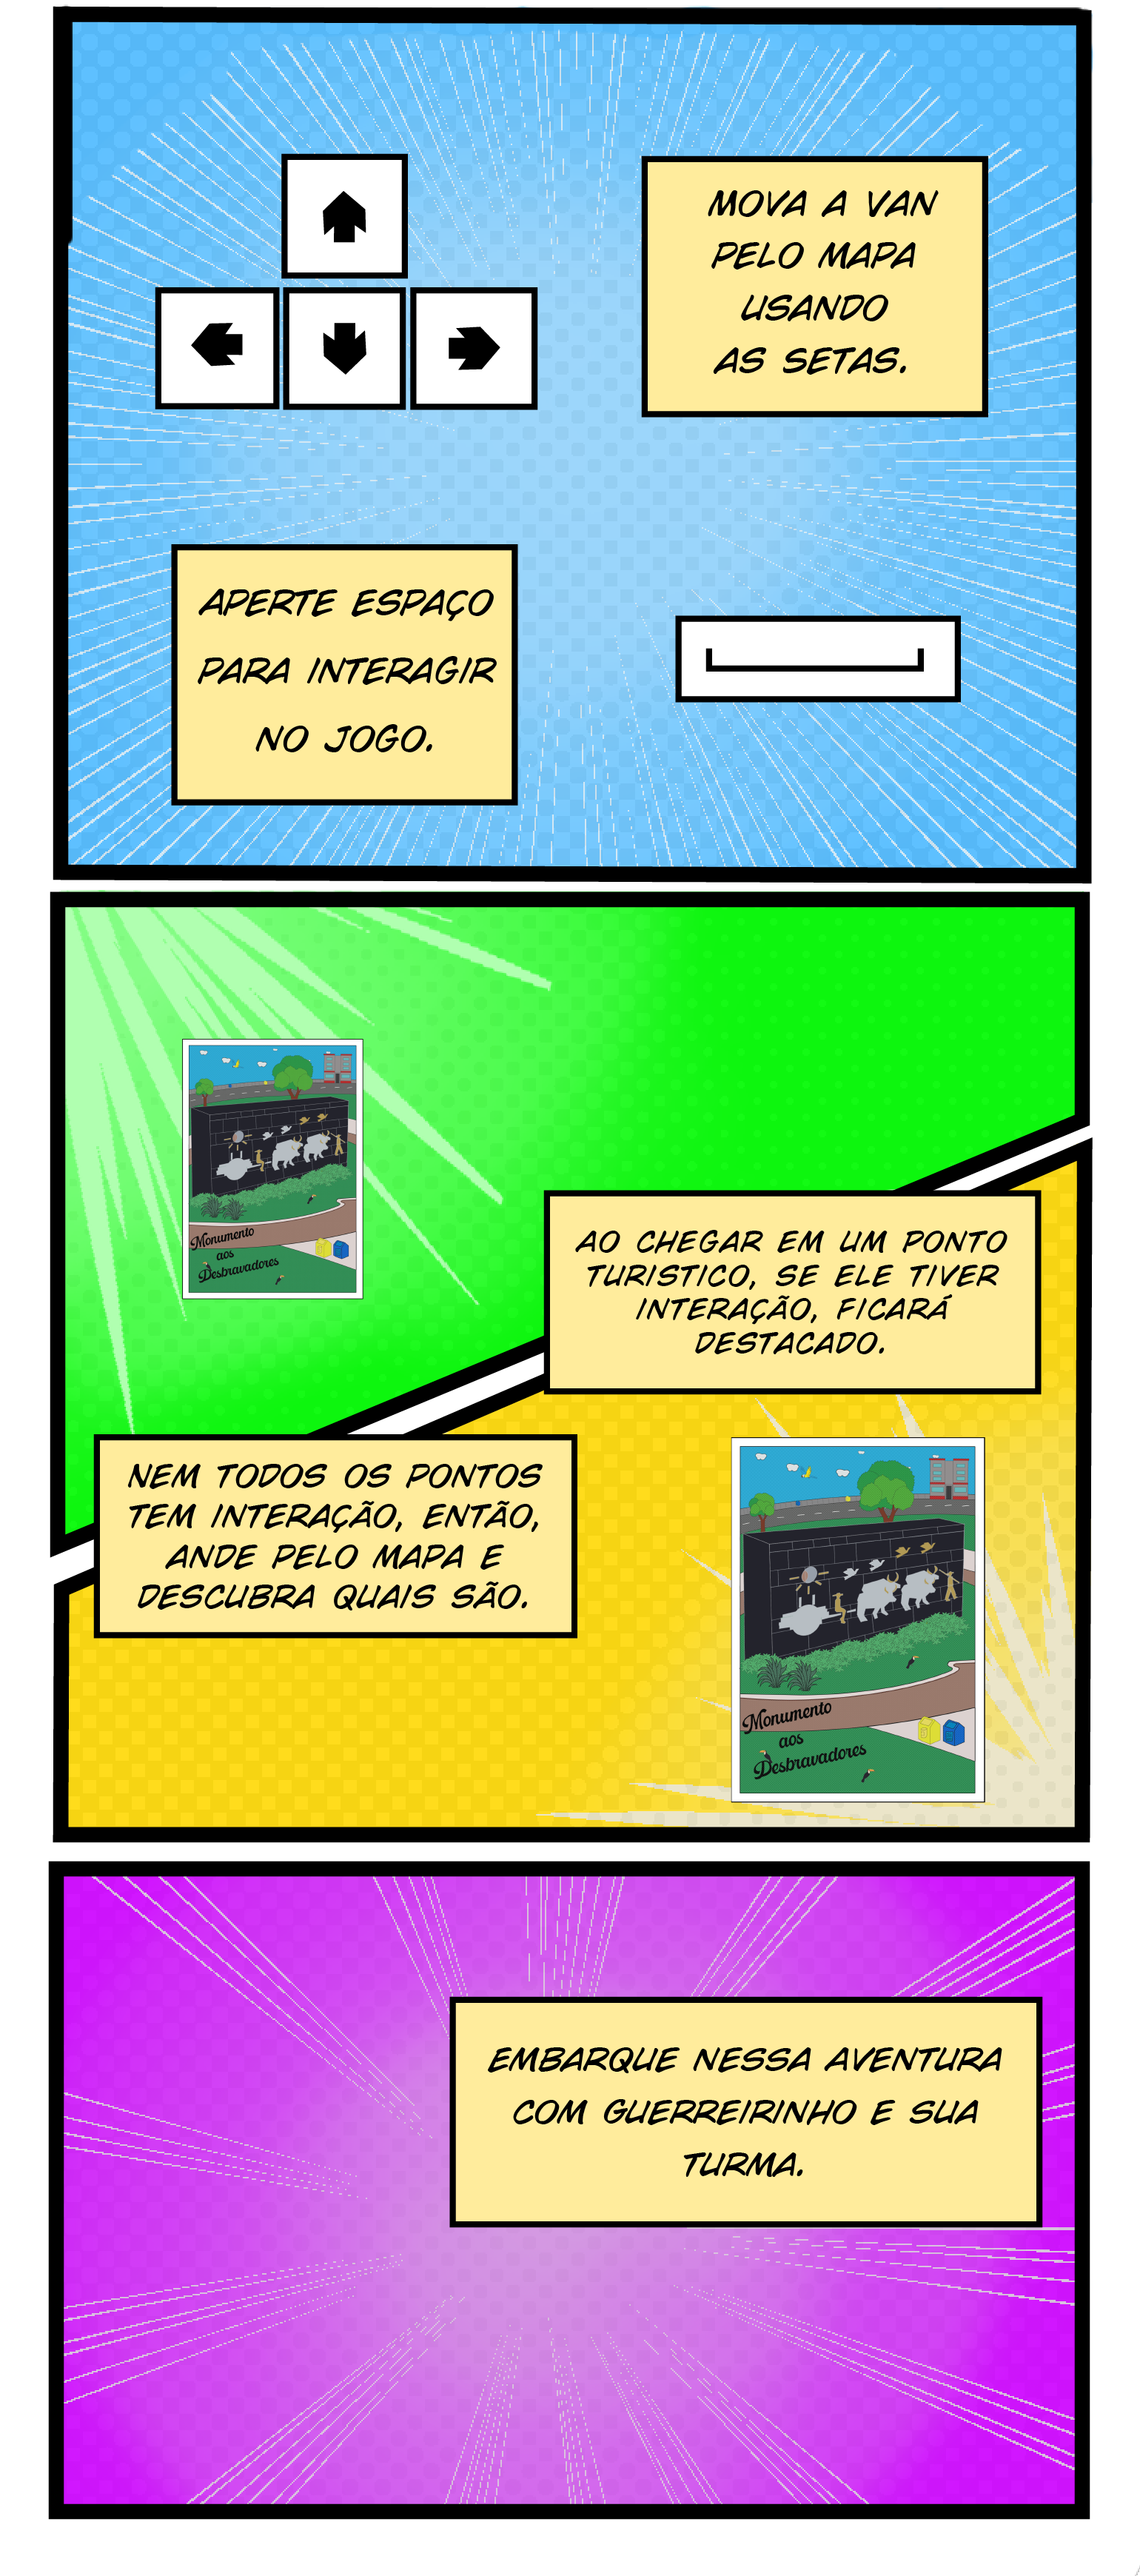 MOVA A VAN
PELO MAPA
USANDO
AS SETAS.
APERTE ESPAÇO
PARA INTERAGIR
NO JOGO.
Monumento
aos
Desbravadores
AO CHEGAR EM UM PONTO
TURISTICO, SE ELE TIVER
INTERAÇÃO, FICARÁ
DESTACADO.
NEM TODOS OS PONTOS
TEM INTERAÇÃO, ENTÃO,
ANDE PELO MAPA E
DESCUBRA QUAIS SÃO.
Monumento
aos
Desbravadores
EMBARQUE NESSA AVENTURA
COM GUERREIRINHO E SUA
TURMA.